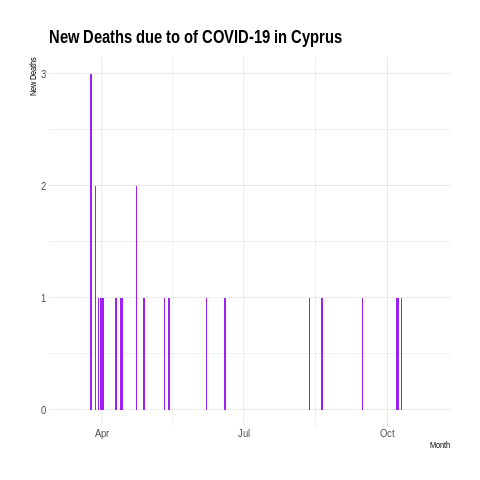 New Deaths due to of COVID-19 in Cyprus
New Deaths
3
2
1
0
Apr
Jul
Oct
Month